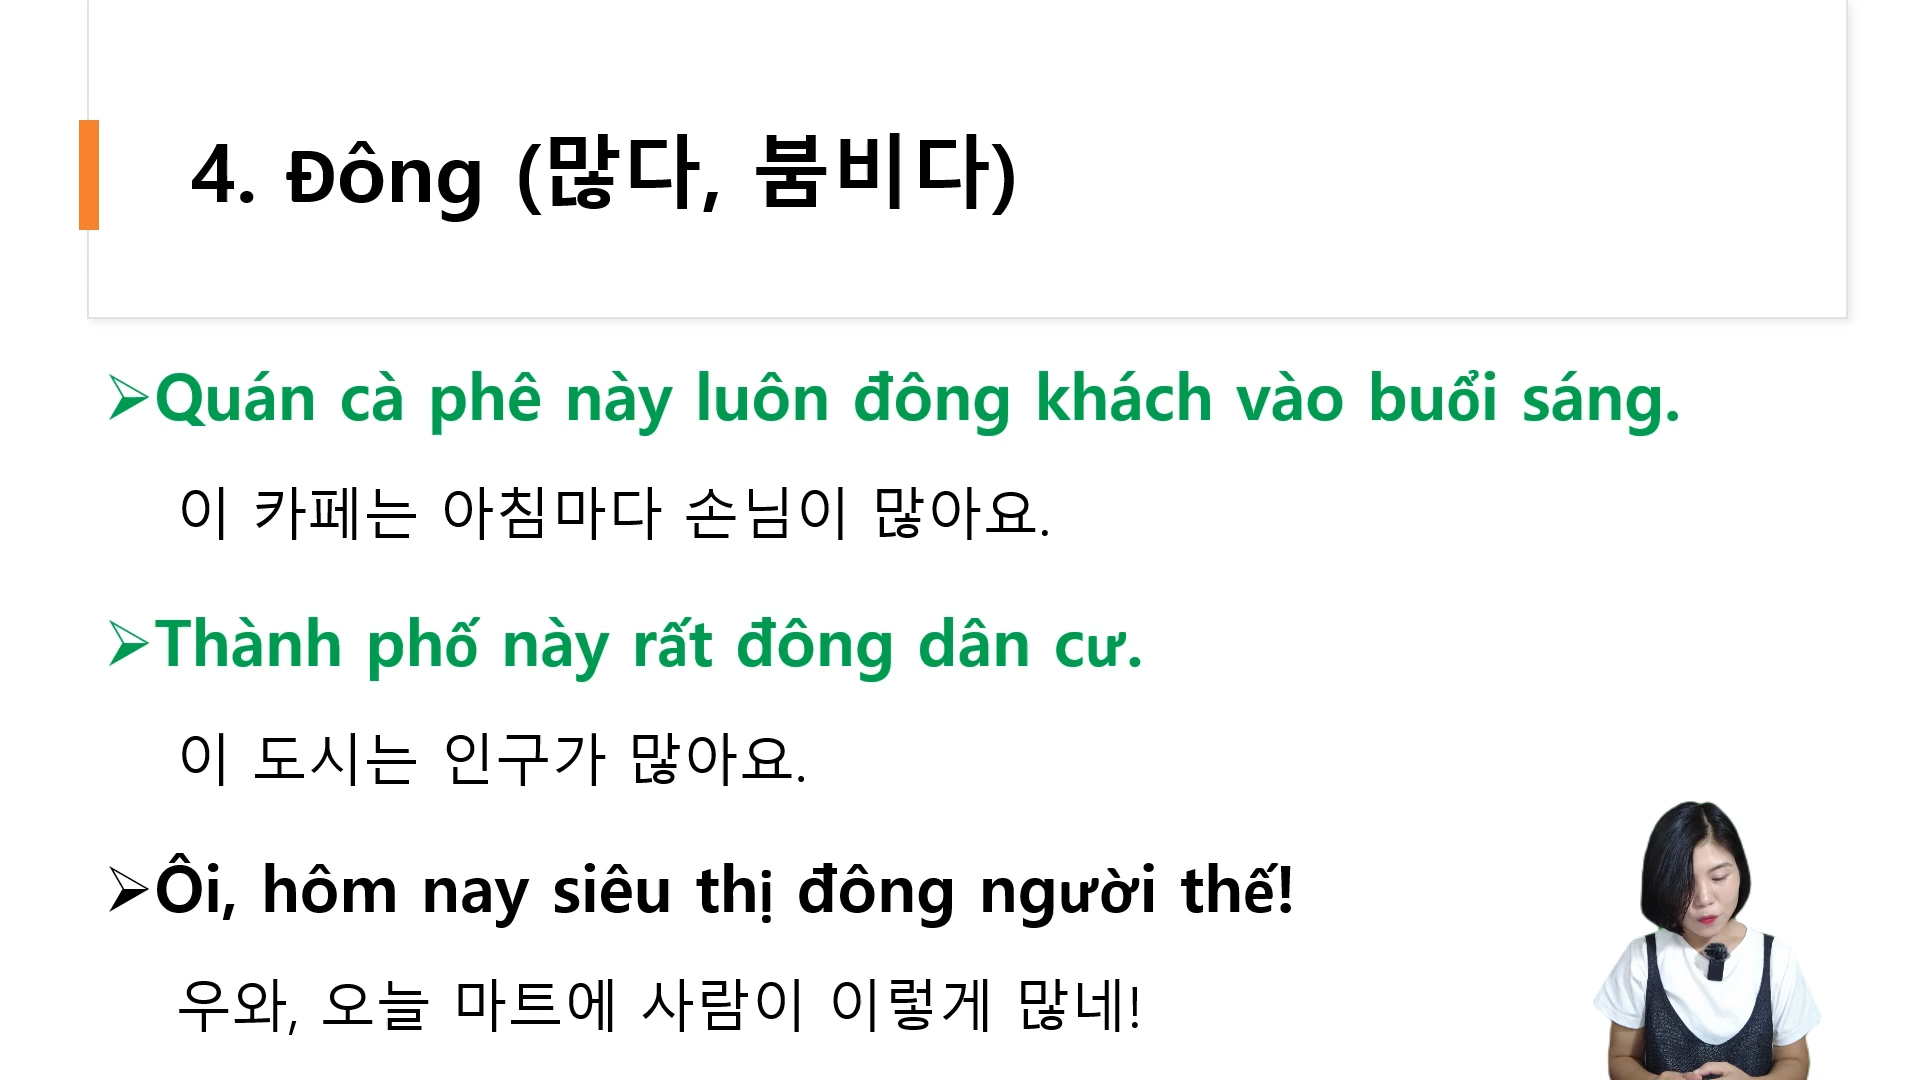 4. Đông (많다, 붐비다)
Quán cà phê này luôn đông khách vào buổi sáng.
이 카페는 아침마다 손님이 많아요.
Thành phố này rất đông dân cư.
이 도시는 인구가 많아요.
Ôi, hôm nay siêu thị đông người thế!
우와, 오늘 마트에 사람이 이렇게 많네!